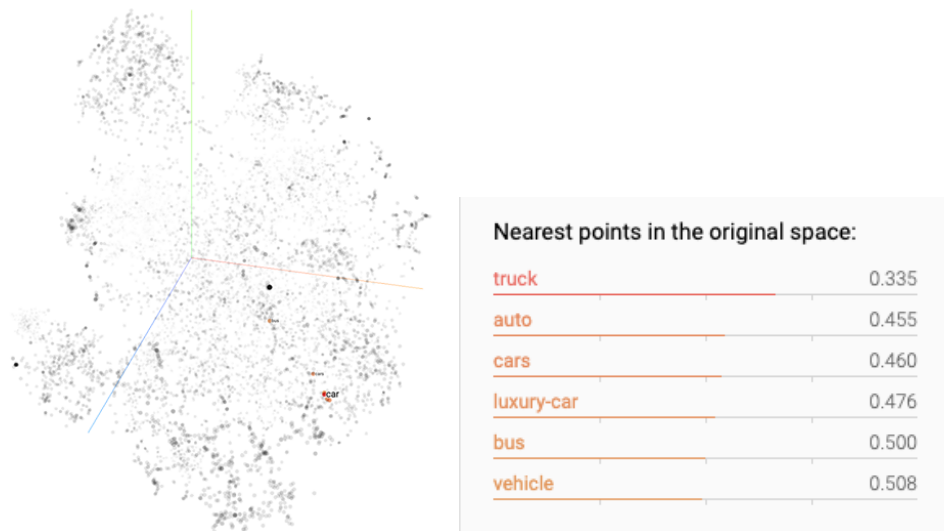 car
Nearest points in the original space:
truck 0.335
auto 0.455
cars 0.460
luxury-car 0.476
bus 0.500
vehicle 0.508